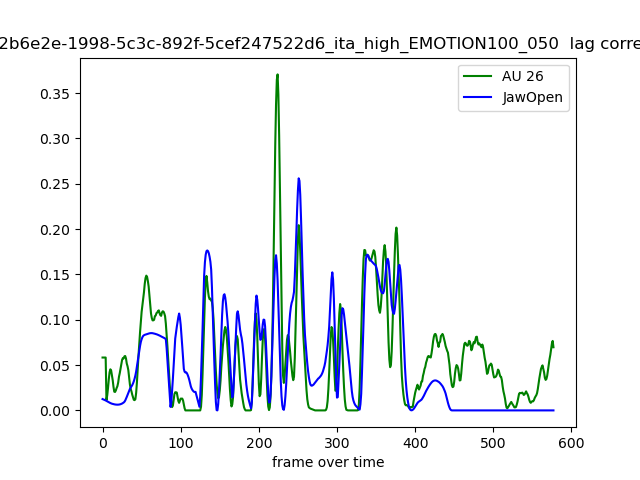 2b6e2e-1998-5c3c-892f-5cef247522d6_ita_high_EMOTION100_050 lag corre
AU 26
JawOpen
0.35
0.30
0.25
0.20
0.15
0.10
0.05
0.00
0 100 200 300 400 500 600
frame over time